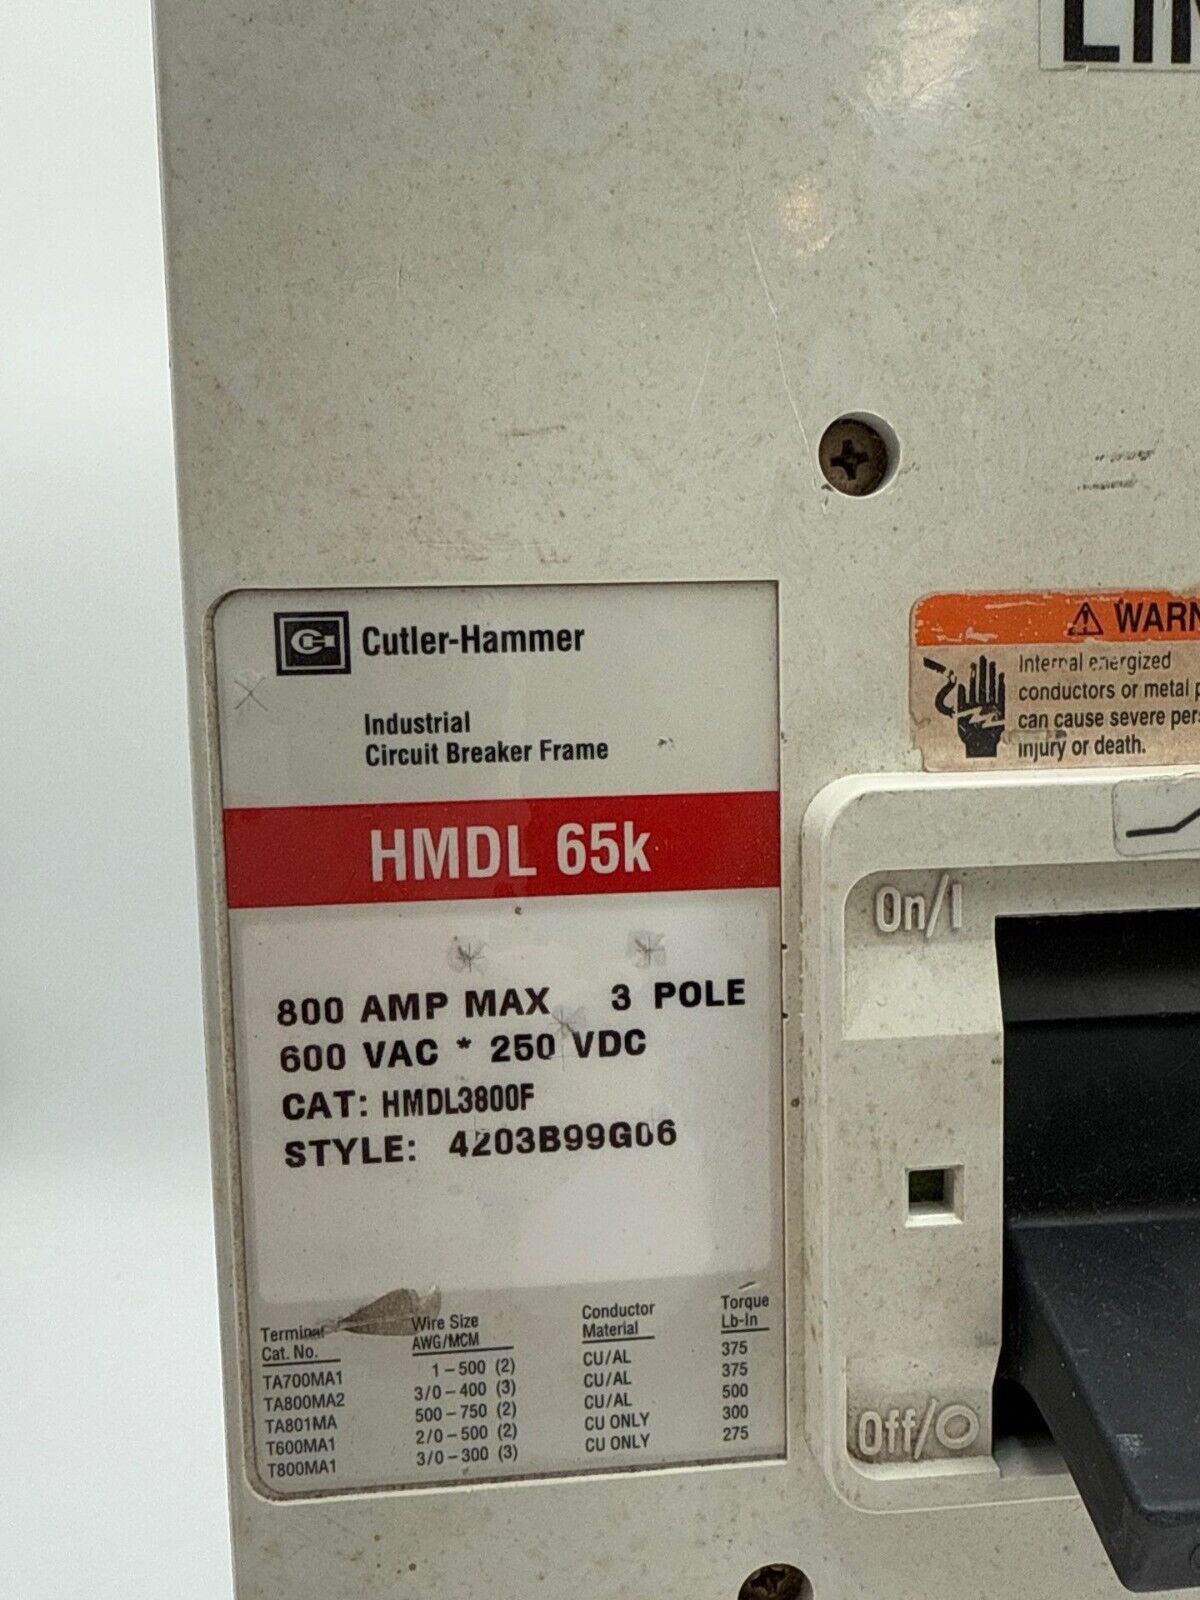 LIN
CH Cutler-Hammer
Industrial
Circuit Breaker Frame
HMDL 65k
800 AMP MAX 3 POLE
600 VAC * 250 VDC
CAT: HMDL3800F
STYLE: 4203B99G06
Terminal Wire Size Conductor Torque
Cat. No. AWG/MCM Material Lb-In
TA700MA1 1-500 (2) CU/AL 375
TA800MA2 3/0-400 (3) CU/AL 375
TA801MA 500-750 (2) CU/AL 500
T600MA1 2/0-500 (2) CU ONLY 300
T800MA1 3/0-300 (3) CU ONLY 275
⚠ WARN
Internal energized
conductors or metal p
can cause severe pers
injury or death.
On/I
Off/O